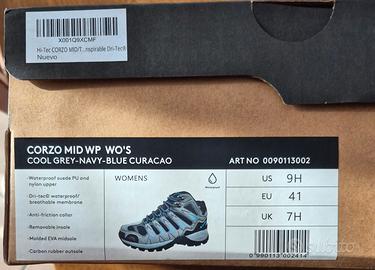 X001Q9XCMF
Hi-Tec CORZO MID/T...nspirable Dri-Tec®
Nuevo
CORZO MID WP WO'S
COOL GREY-NAVY-BLUE CURACAO
ART NO 0090113002
-Waterproof suede PU and
nylon upper
-Dri-tec® waterproof/
breathable membrane
-Anti-friction collar
-Removable insole
-Molded EVA midsole
-Carbon rubber outsole
WOMENS
Waterproof
US 9H
EU 41
UK 7H
0 090113 002414